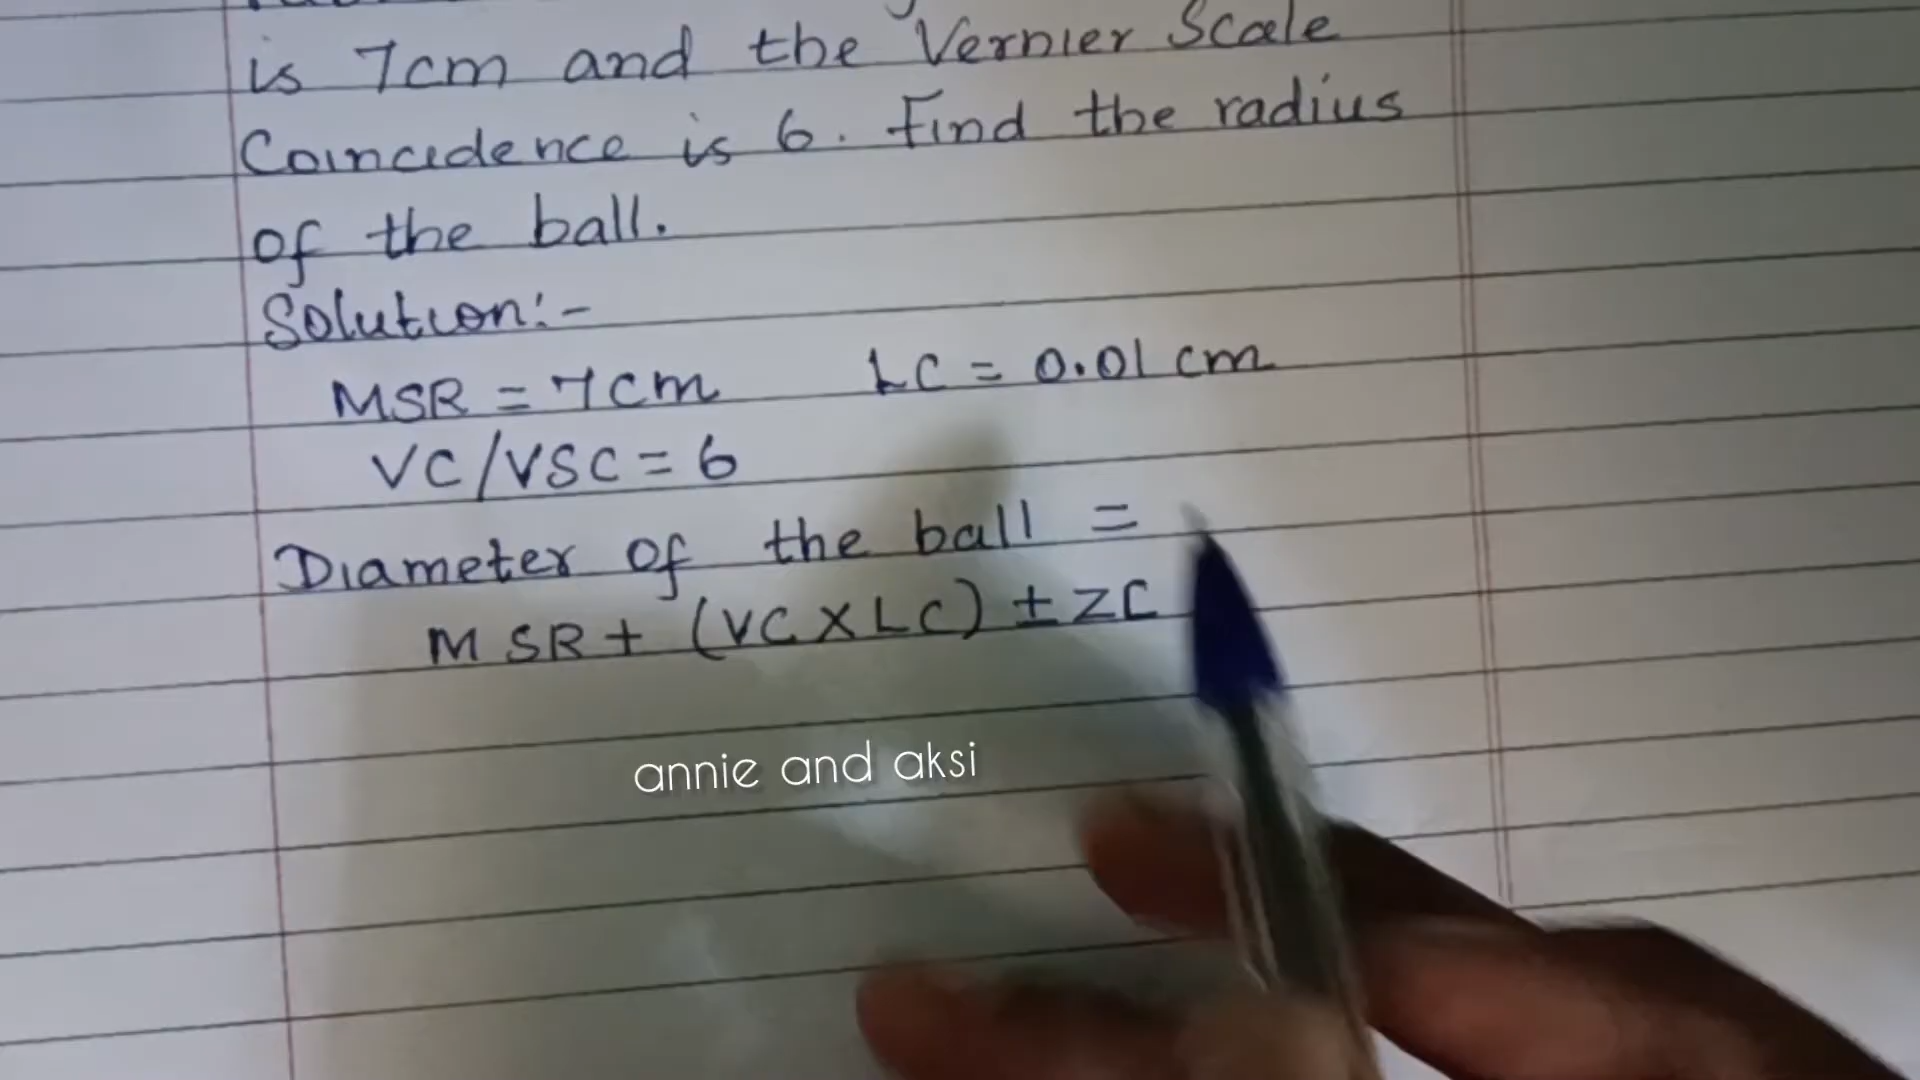 is 7cm and the Vernier Scale
Coincidence is 6. Find the radius
of the ball.
Solution:-
MSR = 7cm LC = 0.01 cm
VC/VSC = 6
Diameter of the ball =
MSR + (VC X LC) ± ZC
annie and aksi